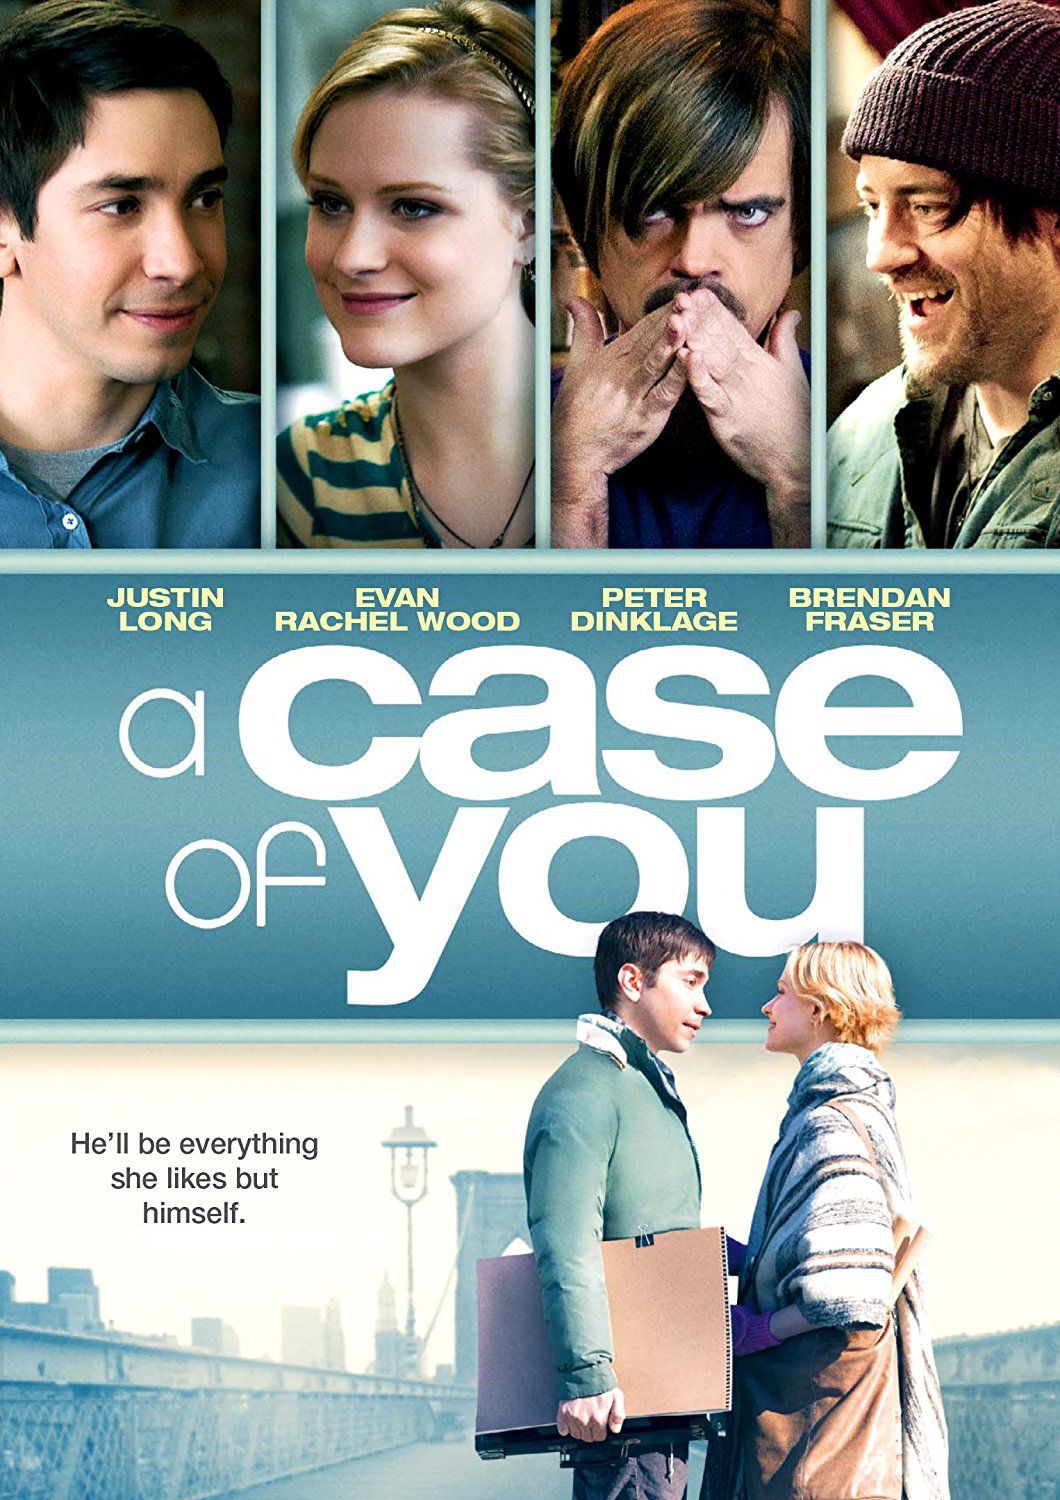 JUSTIN LONG
EVAN RACHEL WOOD
PETER DINKLAGE
BRENDAN FRASER
a case
of you
He'll be everything
she likes but
himself.